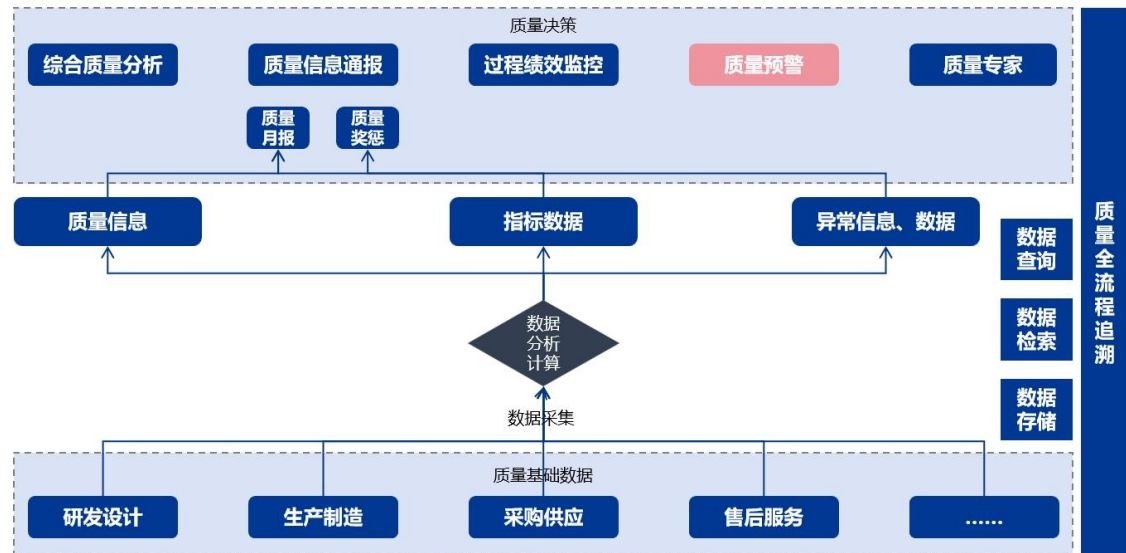 质量决策
综合质量分析
质量信息通报
过程绩效监控
质量预警
质量专家
质量
月报
质量
奖惩
质量信息
指标数据
异常信息、数据
数据
查询
数据
分析
计算
数据
检索
数据
存储
数据采集
质量基础数据
研发设计
生产制造
采购供应
售后服务
......
质量全流程追溯